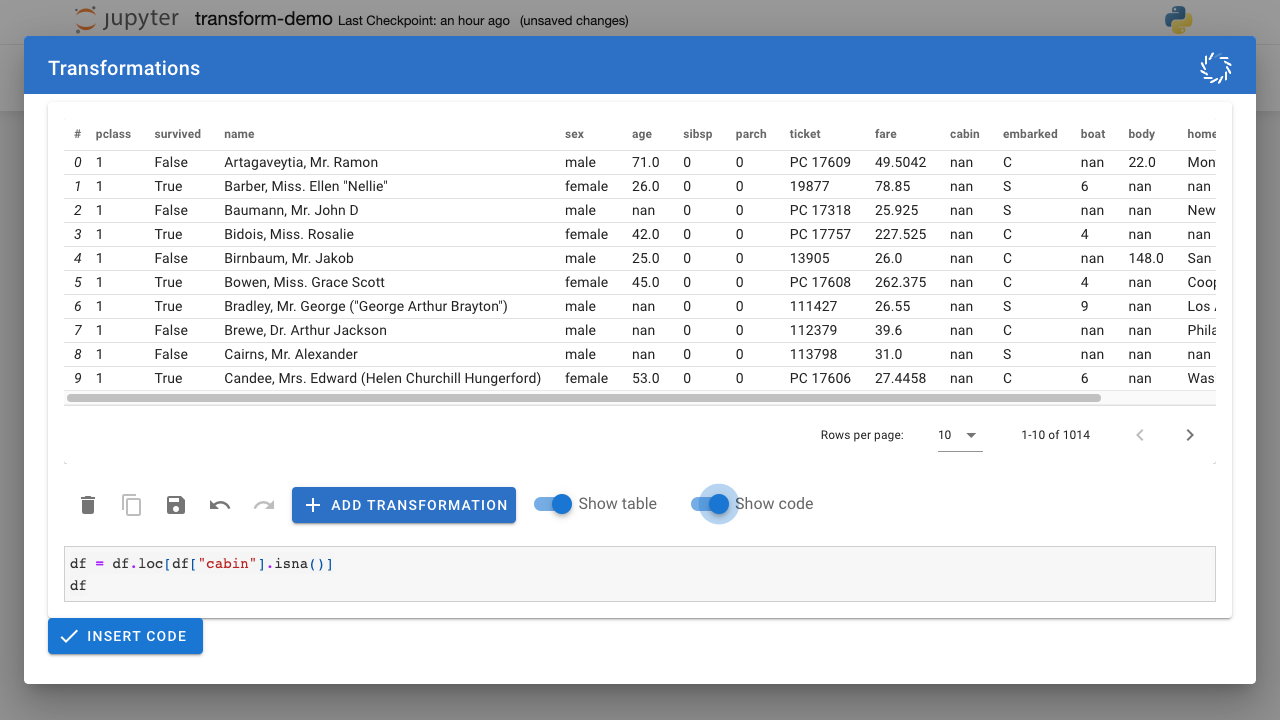 jupyter transform-demo Last Checkpoint: an hour ago (unsaved changes)
Transformations
# pclass survived name sex age sibsp parch ticket fare cabin embarked boat body home
0 1 False Artagaveytia, Mr. Ramon male 71.0 0 0 PC 17609 49.5042 nan C nan 22.0 Mon
1 1 True Barber, Miss. Ellen "Nellie" female 26.0 0 0 19877 78.85 nan S 6 nan nan
2 1 False Baumann, Mr. John D male nan 0 0 PC 17318 25.925 nan S nan nan New
3 1 True Bidois, Miss. Rosalie female 42.0 0 0 PC 17757 227.525 nan C 4 nan nan
4 1 False Birnbaum, Mr. Jakob male 25.0 0 0 13905 26.0 nan C nan 148.0 San
5 1 True Bowen, Miss. Grace Scott female 45.0 0 0 PC 17608 262.375 nan C 4 nan Coop
6 1 True Bradley, Mr. George ("George Arthur Brayton") male nan 0 0 111427 26.55 nan S 9 nan Los
7 1 False Brewe, Dr. Arthur Jackson male nan 0 0 112379 39.6 nan C nan nan Phila
8 1 False Cairns, Mr. Alexander male nan 0 0 113798 31.0 nan S nan nan nan
9 1 True Candee, Mrs. Edward (Helen Churchill Hungerford) female 53.0 0 0 PC 17606 27.4458 nan C 6 nan Was
Rows per page: 10 1-10 of 1014
ADD TRANSFORMATION Show table Show code
df = df.loc[df["cabin"].isna()]
df
INSERT CODE